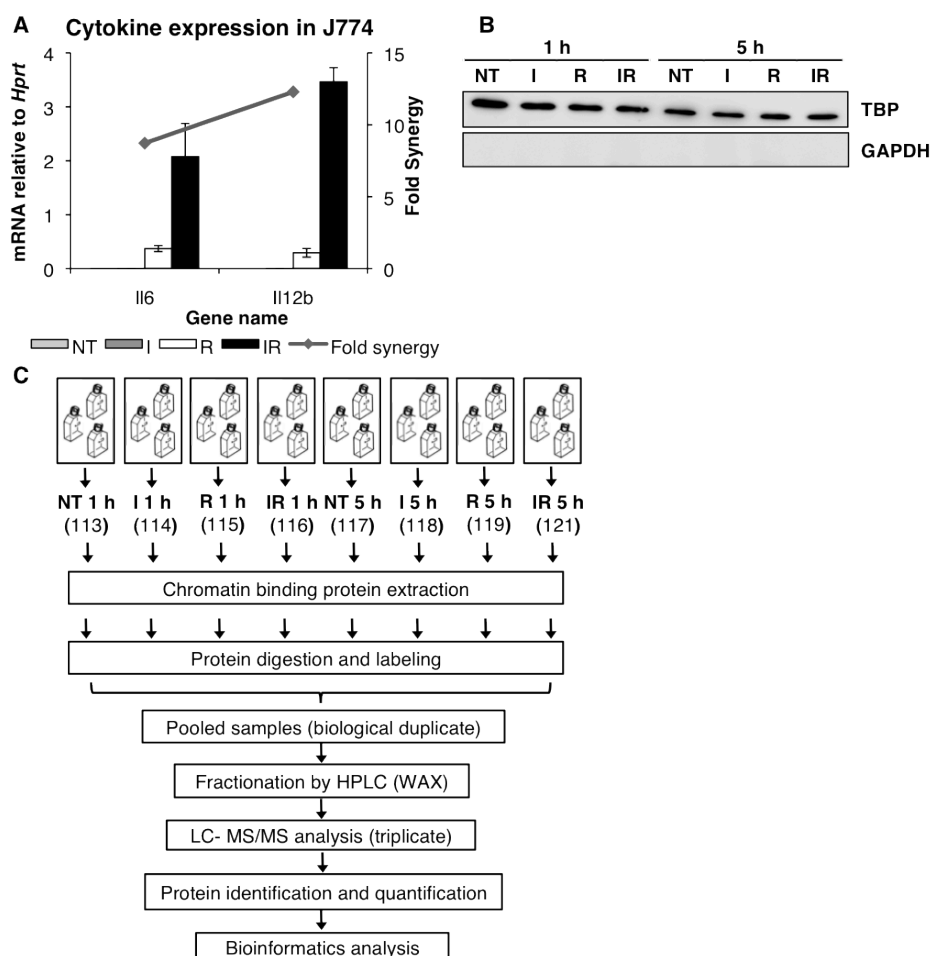 A
Cytokine expression in J774
4
3
2
1
0
mRNA relative to Hprt
15
10
5
0
Fold Synergy
Il6
Il12b
Gene name
NT I R IR Fold synergy
B
1 h 5 h
NT I R IR NT I R IR
TBP
GAPDH
C
NT 1 h I 1 h R 1 h IR 1 h NT 5 h I 5 h R 5 h IR 5 h
(113) (114) (115) (116) (117) (118) (119) (121)
Chromatin binding protein extraction
Protein digestion and labeling
Pooled samples (biological duplicate)
Fractionation by HPLC (WAX)
LC- MS/MS analysis (triplicate)
Protein identification and quantification
Bioinformatics analysis